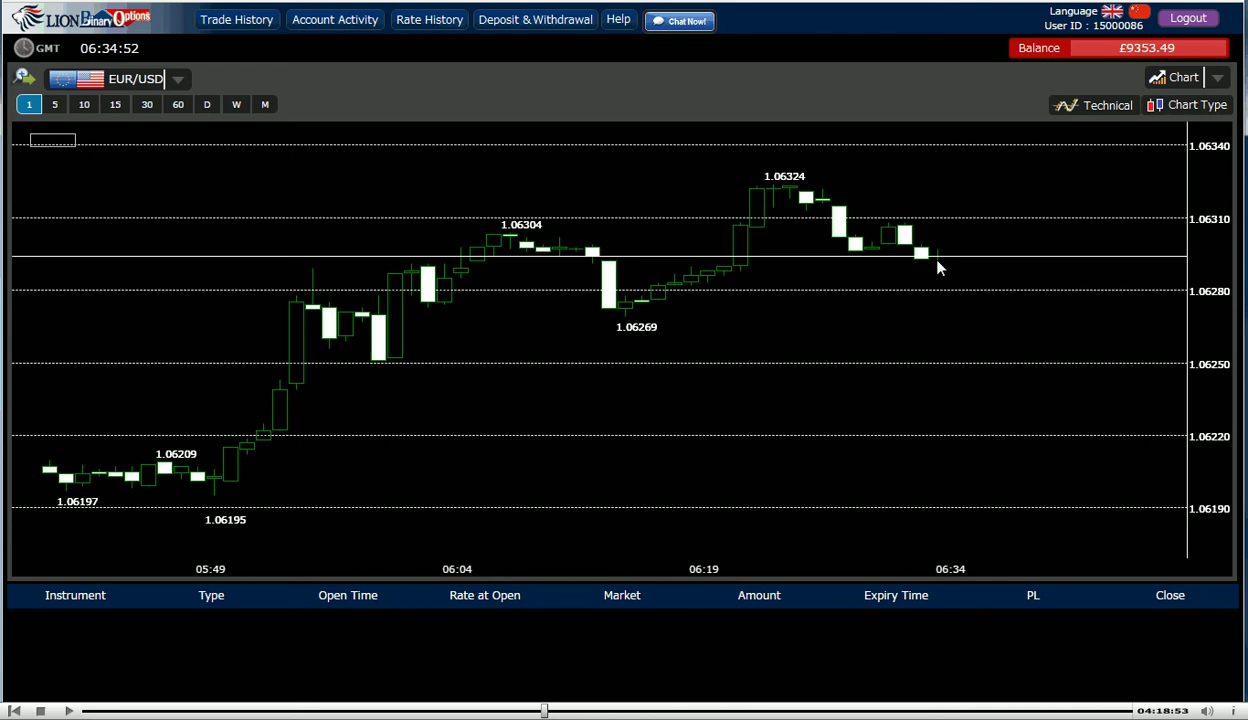 LION Binary Options
Trade History
Account Activity
Rate History
Deposit & Withdrawal
Help
Chat Now!
Language
User ID : 15000086
Logout
GMT 06:34:52
Balance £9353.49
EUR/USD
Chart
1 5 10 15 30 60 D W M
Technical
Chart Type
1.06340
1.06324
1.06310
1.06304
1.06280
1.06269
1.06250
1.06220
1.06209
1.06197
1.06190
1.06195
05:49 06:04 06:19 06:34
Instrument Type Open Time Rate at Open Market Amount Expiry Time PL Close
04:18:53